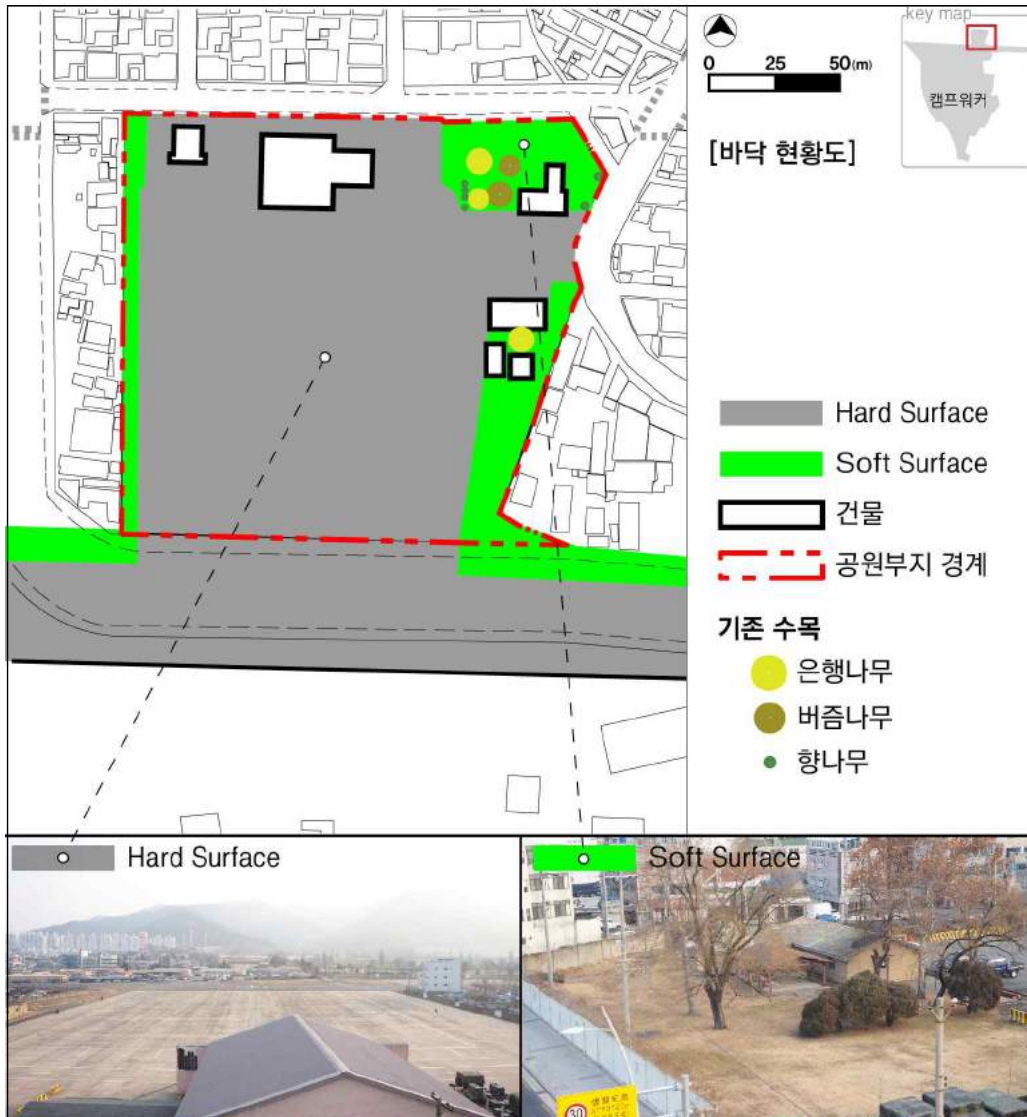 key map
0 25 50(m)
캠프워커
[바닥 현황도]
Hard Surface
Soft Surface
건물
공원부지 경계
기존 수목
은행나무
버즘나무
향나무
Hard Surface
Soft Surface
30